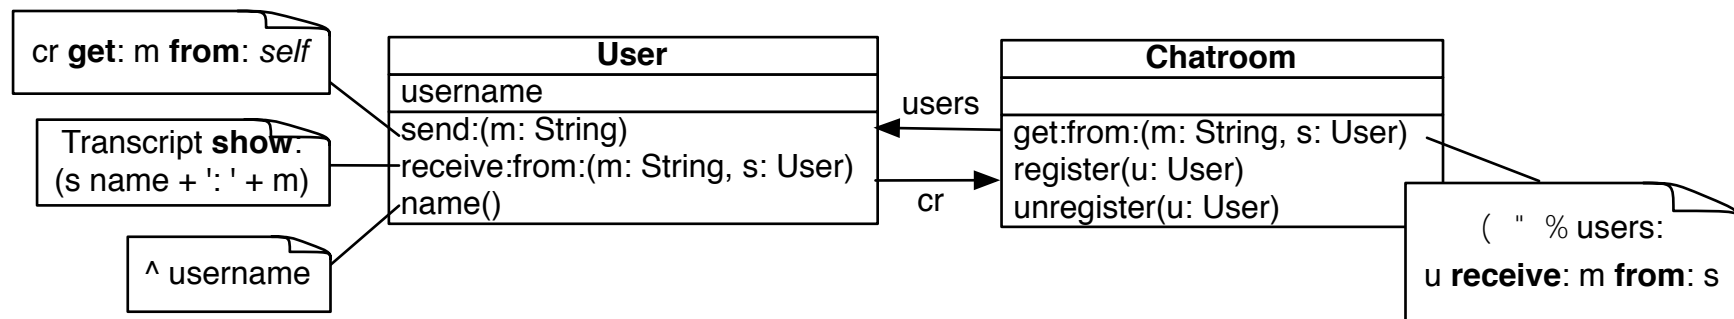 cr get: m from: self
Transcript show:
(s name + ': ' + m)
^ username
User
username
send:(m: String)
receive:from:(m: String, s: User)
name()
users
cr
Chatroom
get:from:(m: String, s: User)
register(u: User)
unregister(u: User)
( " % users:
u receive: m from: s